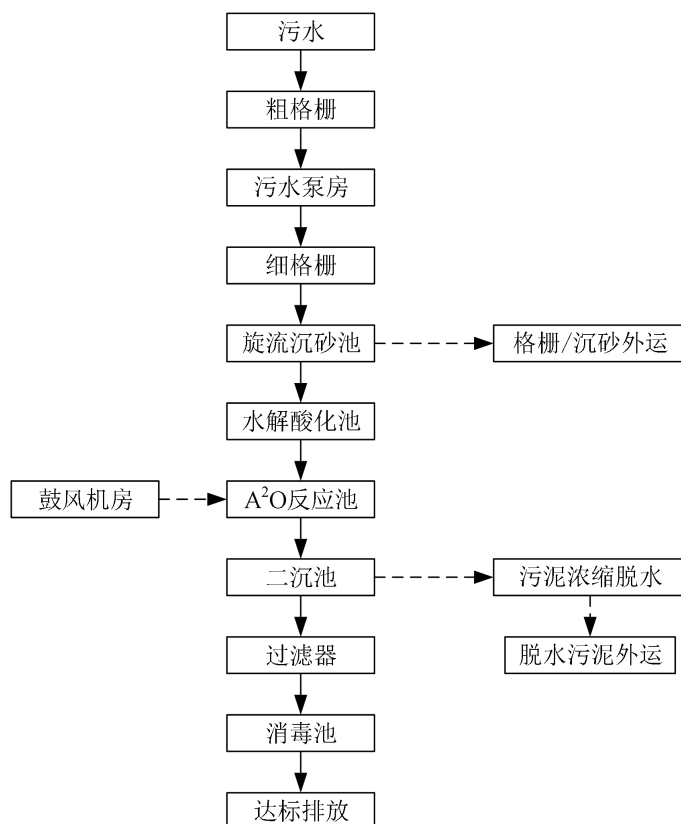 污水
粗格栅
污水泵房
细格栅
旋流沉砂池
格栅/沉砂外运
水解酸化池
鼓风机房
A²O反应池
二沉池
污泥浓缩脱水
过滤器
脱水污泥外运
消毒池
达标排放